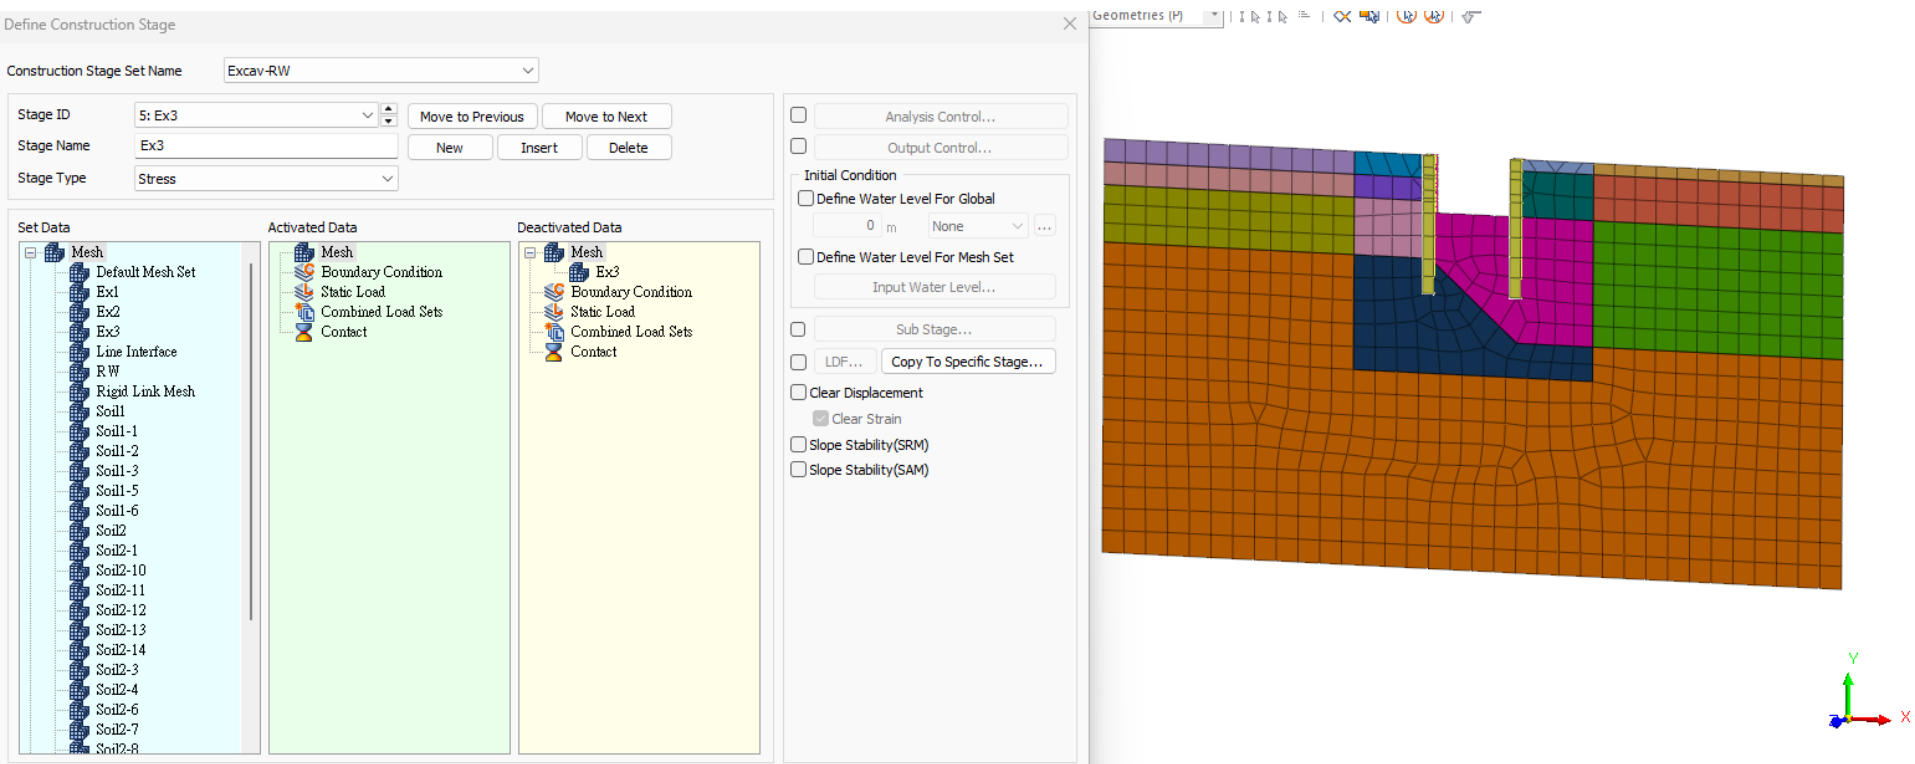 Define Construction Stage
Geometries (P)
Construction Stage Set Name Excav-RW
Stage ID 5: Ex3 Move to Previous Move to Next
Stage Name Ex3 New Insert Delete
Stage Type Stress
Set Data Activated Data Deactivated Data
Mesh
Default Mesh Set
Ex1
Ex2
Ex3
Line Interface
RW
Rigid Link Mesh
Soil1
Soil1-1
Soil1-2
Soil1-3
Soil1-5
Soil1-6
Soil2
Soil2-1
Soil2-10
Soil2-11
Soil2-12
Soil2-13
Soil2-14
Soil2-3
Soil2-4
Soil2-6
Soil2-7
Soil2-8
Mesh
Boundary Condition
Static Load
Combined Load Sets
Contact
Mesh
Ex3
Boundary Condition
Static Load
Combined Load Sets
Contact
Analysis Control...
Output Control...
Initial Condition
Define Water Level For Global
0 m None ...
Define Water Level For Mesh Set
Input Water Level...
Sub Stage...
LDF... Copy To Specific Stage...
Clear Displacement
Clear Strain
Slope Stability(SRM)
Slope Stability(SAM)
Y
X